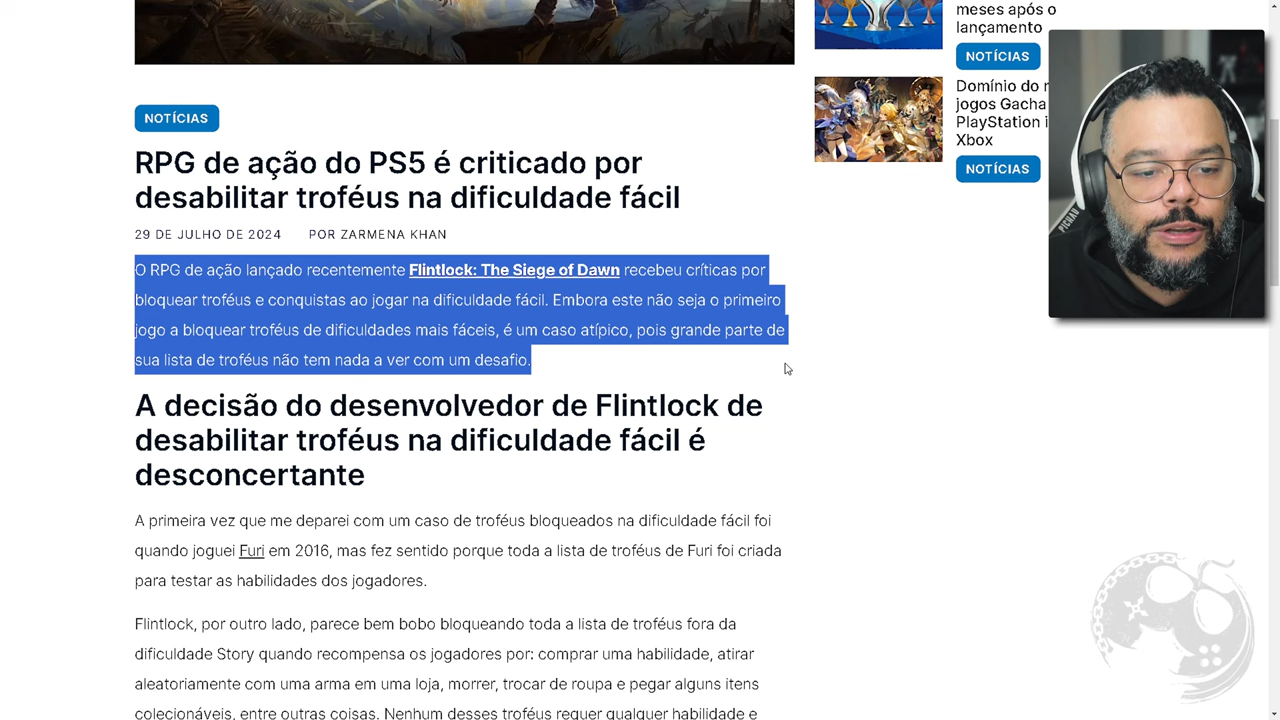 NOTÍCIAS
RPG de ação do PS5 é criticado por
desabilitar troféus na dificuldade fácil
29 DE JULHO DE 2024 POR ZARMENA KHAN
O RPG de ação lançado recentemente Flintlock: The Siege of Dawn recebeu críticas por
bloquear troféus e conquistas ao jogar na dificuldade fácil. Embora este não seja o primeiro
jogo a bloquear troféus de dificuldades mais fáceis, é um caso atípico, pois grande parte de
sua lista de troféus não tem nada a ver com um desafio.
A decisão do desenvolvedor de Flintlock de
desabilitar troféus na dificuldade fácil é
desconcertante
A primeira vez que me deparei com um caso de troféus bloqueados na dificuldade fácil foi
quando joguei Furi em 2016, mas fez sentido porque toda a lista de troféus de Furi foi criada
para testar as habilidades dos jogadores.
Flintlock, por outro lado, parece bem bobo bloqueando toda a lista de troféus fora da
dificuldade Story quando recompensa os jogadores por: comprar uma habilidade, atirar
aleatoriamente com uma arma em uma loja, morrer, trocar de roupa e pegar alguns itens
colecionáveis, entre outras coisas. Nenhum desses troféus requer qualquer habilidade e
meses após o
lançamento
NOTÍCIAS
Domínio do
jogos Gacha
PlayStation
Xbox
NOTÍCIAS
PICHAU